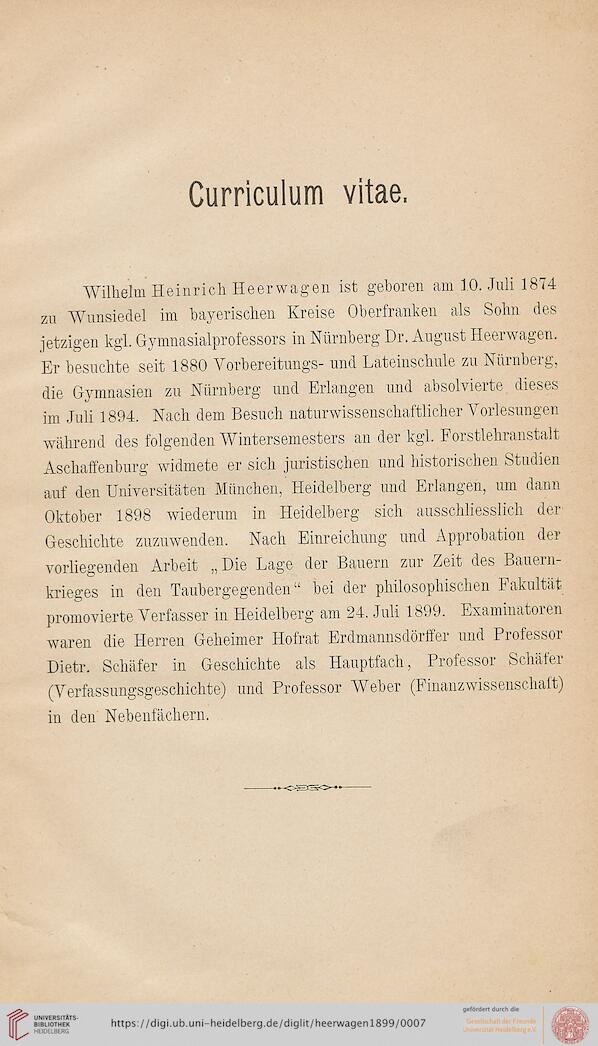 Curriculum vitae.
Wilhelm Heinrich Heerwagen ist geboren am 10. Juli 1874
zu Wunsiedel im bayerischen Kreise Oberfranken als Sohn des
jetzigen kgl. Gymnasialprofessors in Nürnberg Dr. August Heerwagen.
Er besuchte seit 1880 Vorbereitungs- und Lateinschule zu Nürnberg,
die Gymnasien zu Nürnberg und Erlangen und absolvierte dieses
im Juli 1894. Nach dem Besuch naturwissenschaftlicher Vorlesungen
während des folgenden Wintersemesters an der kgl. Forstlehranstalt
Aschaffenburg widmete er sich juristischen und historischen Studien
auf den Universitäten München, Heidelberg und Erlangen, um dann
Oktober 1898 wiederum in Heidelberg sich ausschliesslich der
Geschichte zuzuwenden. Nach Einreichung und Approbation der
vorliegenden Arbeit „Die Lage der Bauern zur Zeit des Bauern-
krieges in den Taubergegenden“ bei der philosophischen Fakultät
promovierte Verfasser in Heidelberg am 24. Juli 1899. Examinatoren
waren die Herren Geheimer Hofrat Erdmannsdörffer und Professor
Dietr. Schäfer in Geschichte als Hauptfach, Professor Schäfer
(Verfassungsgeschichte) und Professor Weber (Finanzwissenschaft)
in den Nebenfächern.
UNIVERSITÄTS-
BIBLIOTHEK
HEIDELBERG
https://digi.ub.uni-heidelberg.de/diglit/heerwagen1899/0007
gefördert durch die
Gesellschaft der Freunde
Universität Heidelberg e.V.